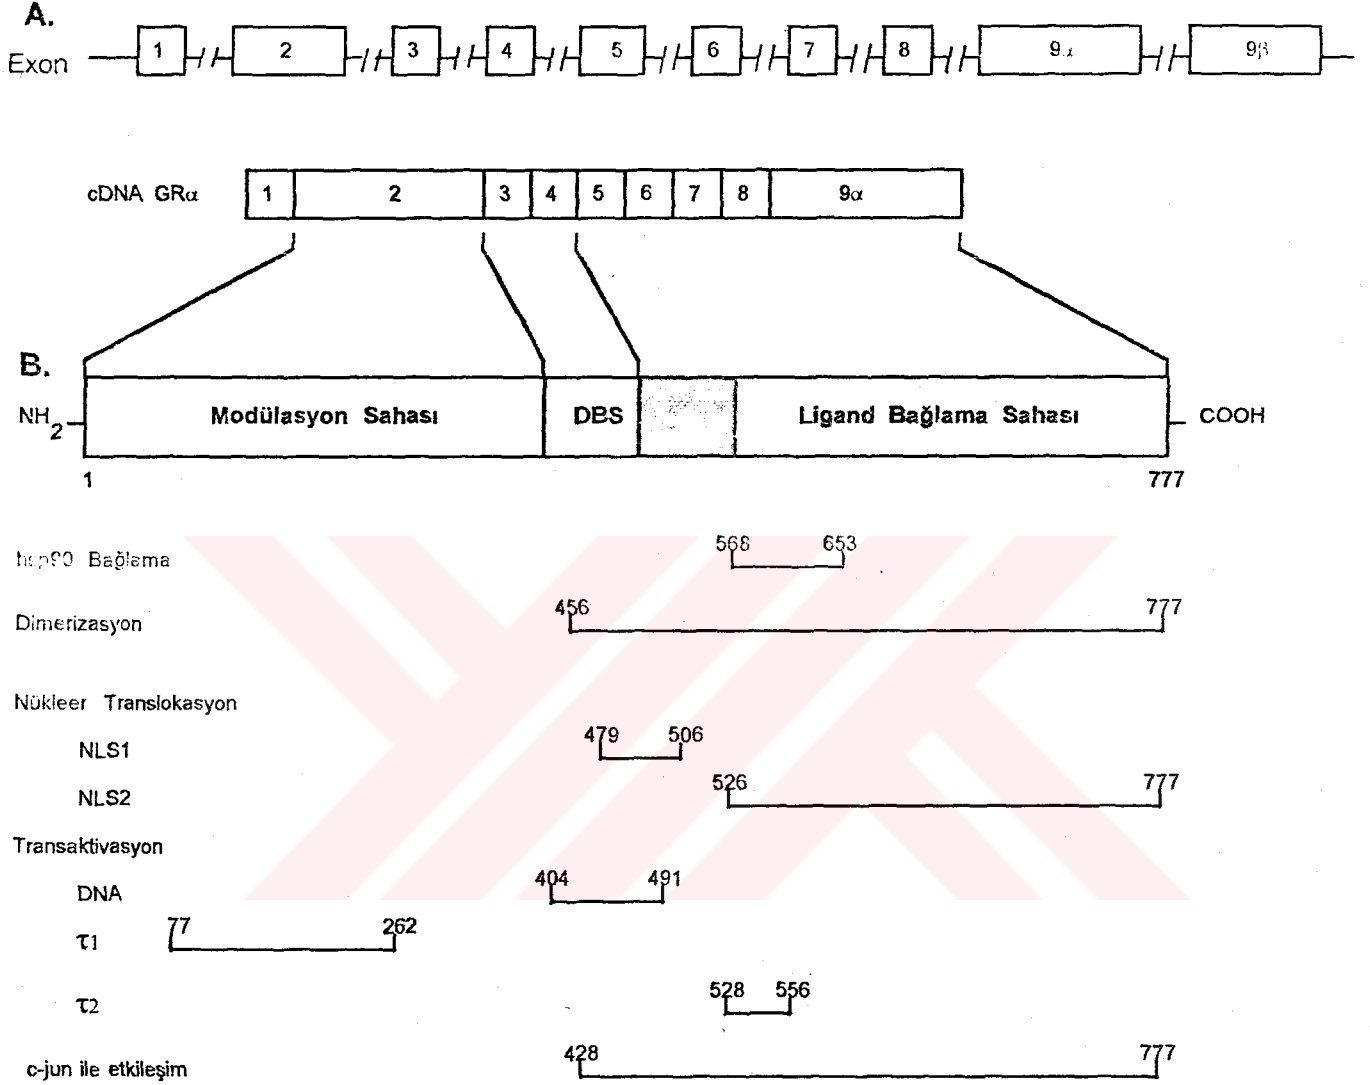 A.
Exon 1 2 3 4 5 6 7 8 9α 9β
cDNA GRα 1 2 3 4 5 6 7 8 9α
B.
NH2 Modülasyon Sahası DBS Ligand Bağlama Sahası COOH
1 777
hsp90 Bağlama 568 653
Dimerizasyon 456 777
Nükleer Translokasyon
NLS1 479 506
NLS2 526 777
Transaktivasyon
DNA 404 491
τ1 77 262
τ2 528 556
c-jun ile etkileşim 428 777